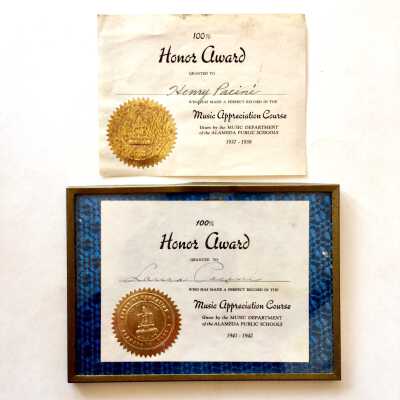 100%
Honor Award
GRANTED TO
Henry Pacini
WHO HAS MADE A PERFECT RECORD IN THE
Music Appreciation Course
Given by the MUSIC DEPARTMENT
of the ALAMEDA PUBLIC SCHOOLS
1937 - 1938
100%
Honor Award
GRANTED TO
Laura Pacini
WHO HAS MADE A PERFECT RECORD IN THE
Music Appreciation Course
Given by the MUSIC DEPARTMENT
of the ALAMEDA PUBLIC SCHOOLS
1941 - 1942